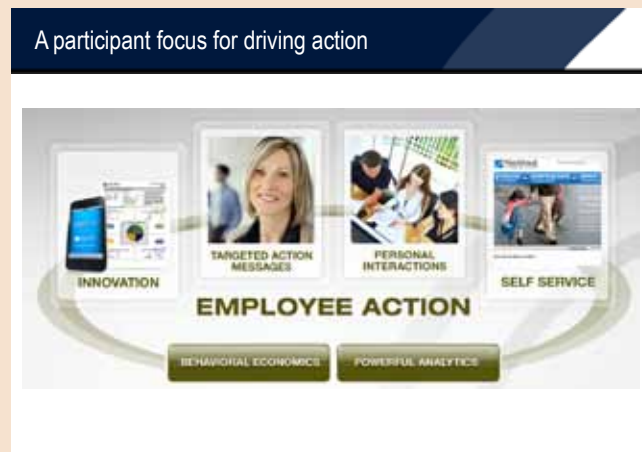 A participant focus for driving action
INNOVATION
TARGETED ACTION
MESSAGES
PERSONAL
INTERACTIONS
SELF SERVICE
EMPLOYEE ACTION
BEHAVIORAL ECONOMICS
POWERFUL ANALYTICS